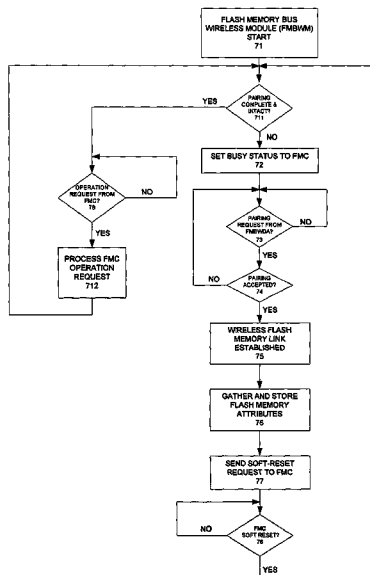 FLASH MEMORY BUS
WIRELESS MODULE (FMBWM)
START
71
PAIRING
COMPLETE &
INTACT?
711
YES
NO
SET BUSY STATUS TO FMC
72
OPERATION
REQUEST FROM
FMC?
78
NO
YES
PAIRING
REQUEST FROM
FMBWDA?
73
NO
YES
PROCESS FMC
OPERATION
REQUEST
712
PAIRING
ACCEPTED?
74
NO
YES
WIRELESS FLASH
MEMORY LINK
ESTABLISHED
75
GATHER AND STORE
FLASH MEMORY
ATTRIBUTES
76
SEND SOFT-RESET
REQUEST TO FMC
77
FMC
SOFT RESET?
NO
YES